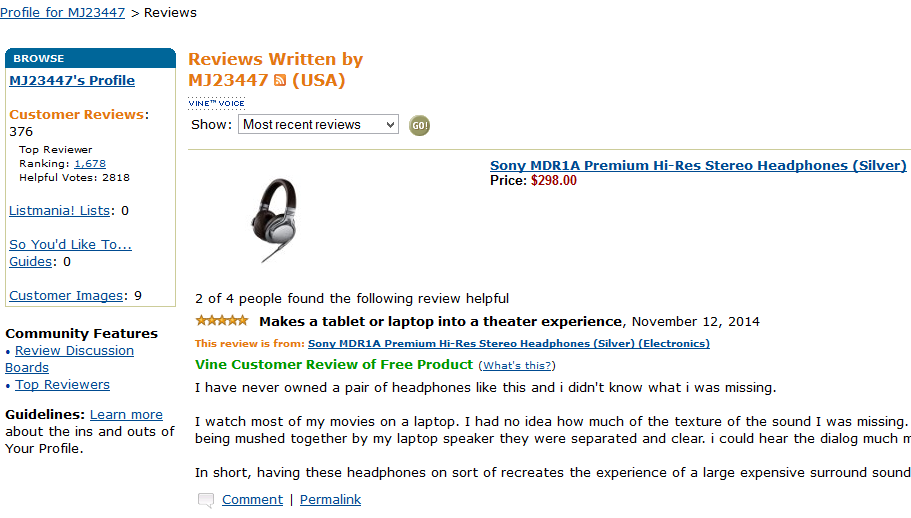 Profile for MJ23447 > Reviews
BROWSE
MJ23447's Profile
Customer Reviews:
376
Top Reviewer
Ranking: 1,678
Helpful Votes: 2818
Listmania! Lists: 0
So You'd Like To...
Guides: 0
Customer Images: 9
Community Features
• Review Discussion
Boards
• Top Reviewers
Guidelines: Learn more
about the ins and outs of
Your Profile.
Reviews Written by
MJ23447 (USA)
VINE™ VOICE
Show: Most recent reviews GO!
Sony MDR1A Premium Hi-Res Stereo Headphones (Silver)
Price: $298.00
2 of 4 people found the following review helpful
Makes a tablet or laptop into a theater experience, November 12, 2014
This review is from: Sony MDR1A Premium Hi-Res Stereo Headphones (Silver) (Electronics)
Vine Customer Review of Free Product (What's this?)
I have never owned a pair of headphones like this and i didn't know what i was missing.
I watch most of my movies on a laptop. I had no idea how much of the texture of the sound I was missing.
being mushed together by my laptop speaker they were separated and clear. i could hear the dialog much
In short, having these headphones on sort of recreates the experience of a large expensive surround sound
Comment | Permalink